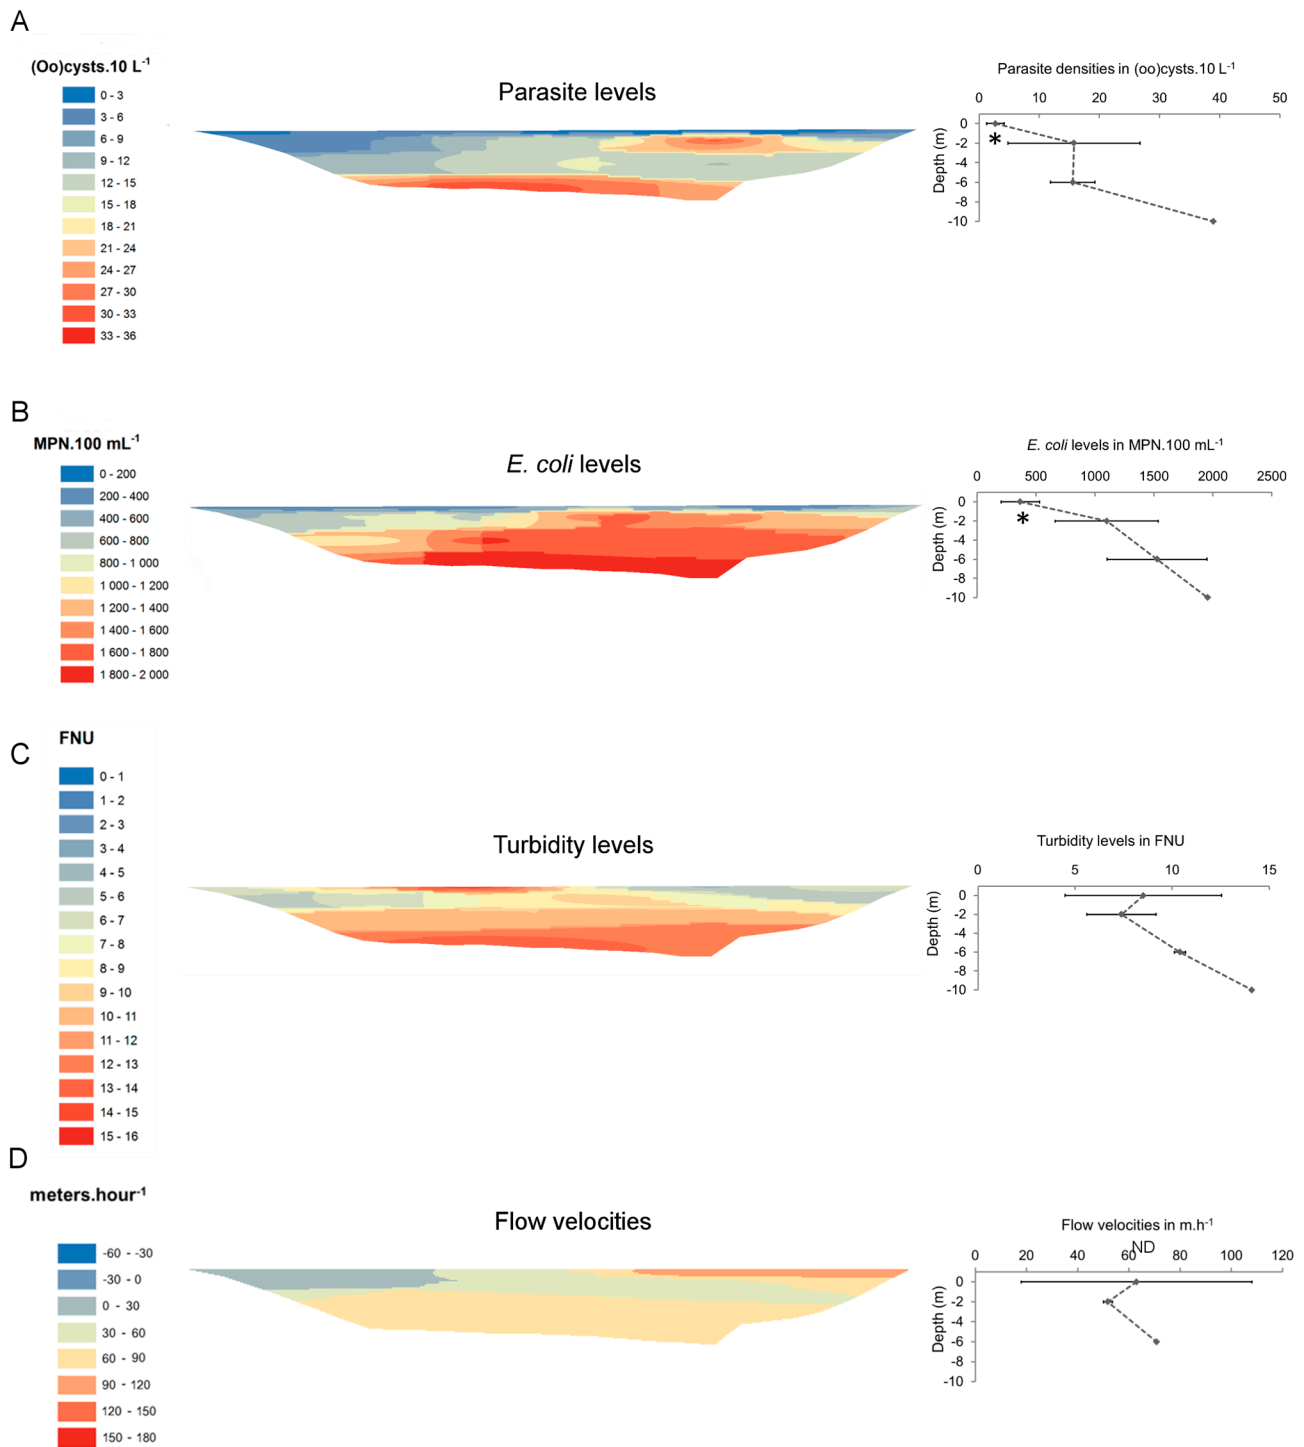 A
(Oo)cysts.10 L-1
0 - 3
3 - 6
6 - 9
9 - 12
12 - 15
15 - 18
18 - 21
21 - 24
24 - 27
27 - 30
30 - 33
33 - 36
Parasite levels
Parasite densities in (oo)cysts.10 L-1
0 10 20 30 40 50
Depth (m)
0
-2
-4
-6
-8
-10
*
B
MPN.100 mL-1
0 - 200
200 - 400
400 - 600
600 - 800
800 - 1 000
1 000 - 1 200
1 200 - 1 400
1 400 - 1 600
1 600 - 1 800
1 800 - 2 000
E. coli levels
E. coli levels in MPN.100 mL-1
0 500 1000 1500 2000 2500
Depth (m)
0
-2
-4
-6
-8
-10
*
C
FNU
0 - 1
1 - 2
2 - 3
3 - 4
4 - 5
5 - 6
6 - 7
7 - 8
8 - 9
9 - 10
10 - 11
11 - 12
12 - 13
13 - 14
14 - 15
15 - 16
Turbidity levels
Turbidity levels in FNU
0 5 10 15
Depth (m)
0
-2
-4
-6
-8
-10
D
meters.hour-1
-60 - -30
-30 - 0
0 - 30
30 - 60
60 - 90
90 - 120
120 - 150
150 - 180
Flow velocities
Flow velocities in m.h-1
ND
0 20 40 60 80 100 120
Depth (m)
0
-2
-4
-6
-8
-10